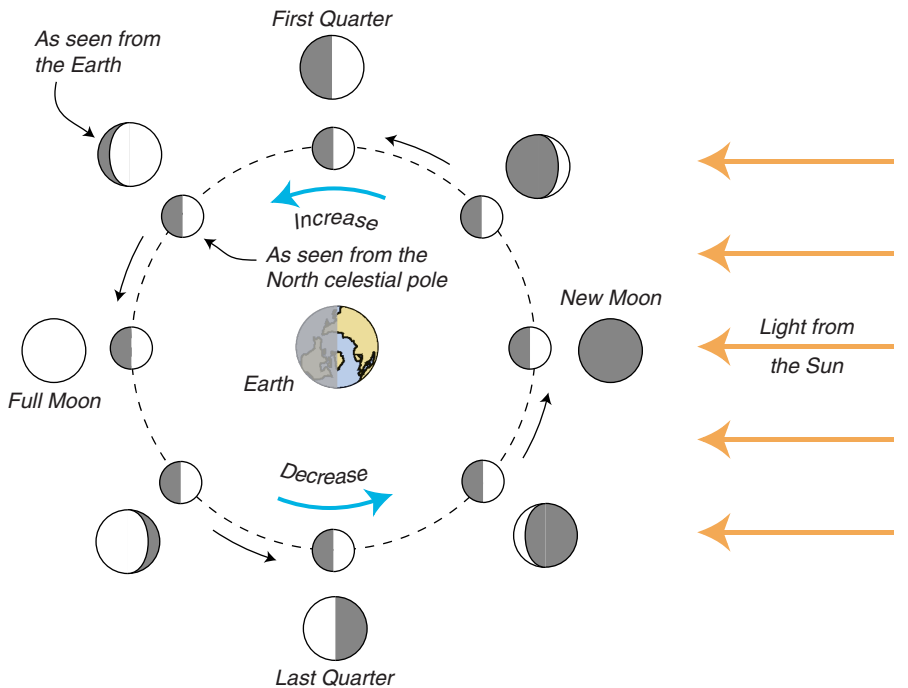 First Quarter
As seen from
the Earth
Increase
As seen from the
North celestial pole
New Moon
Light from
the Sun
Earth
Full Moon
Decrease
Last Quarter